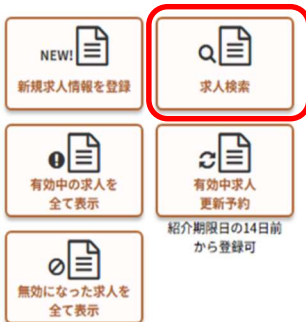 NEW!
新規求人情報を登録
求人検索
有効中の求人を
全て表示
有効中求人
更新予約
紹介期限日の14日前
から登録可
無効になった求人を
全て表示